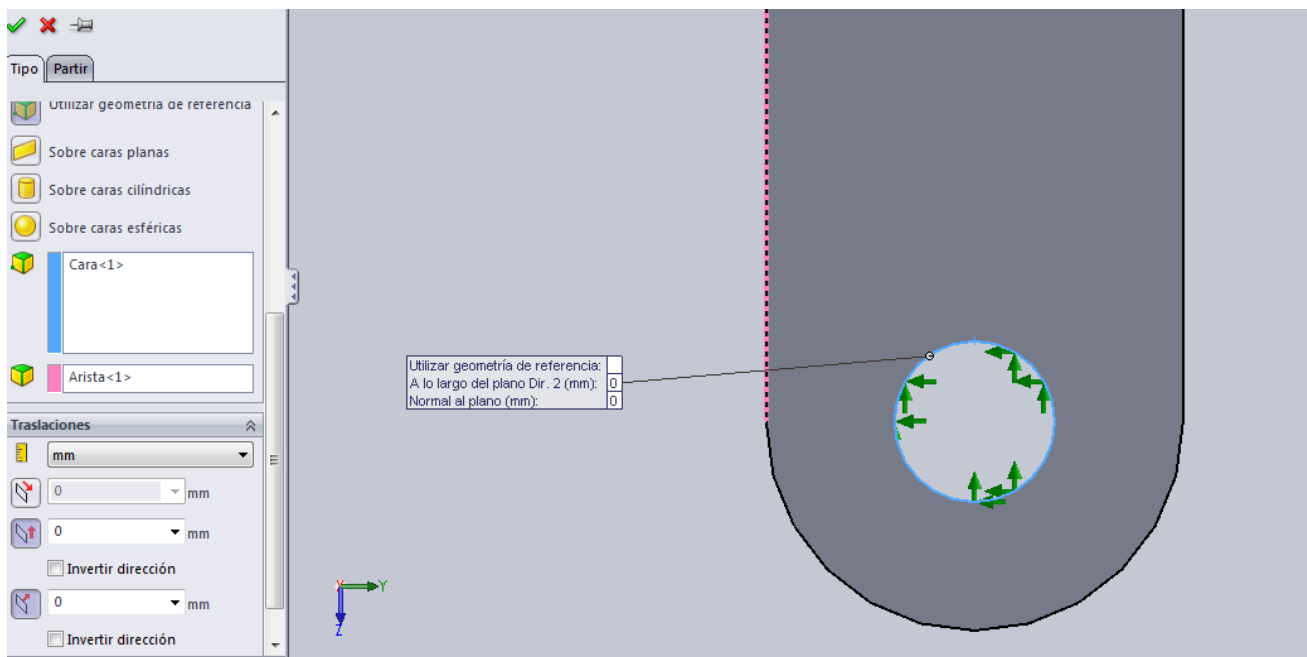 Tipo Partir
Utilizar geometría de referencia
Sobre caras planas
Sobre caras cilíndricas
Sobre caras esféricas
Cara<1>
Arista<1>
Traslaciones
mm
0 mm
0 mm
Invertir dirección
0 mm
Invertir dirección
Utilizar geometría de referencia:
A lo largo del plano Dir. 2 (mm): 0
Normal al plano (mm): 0
Y
Z